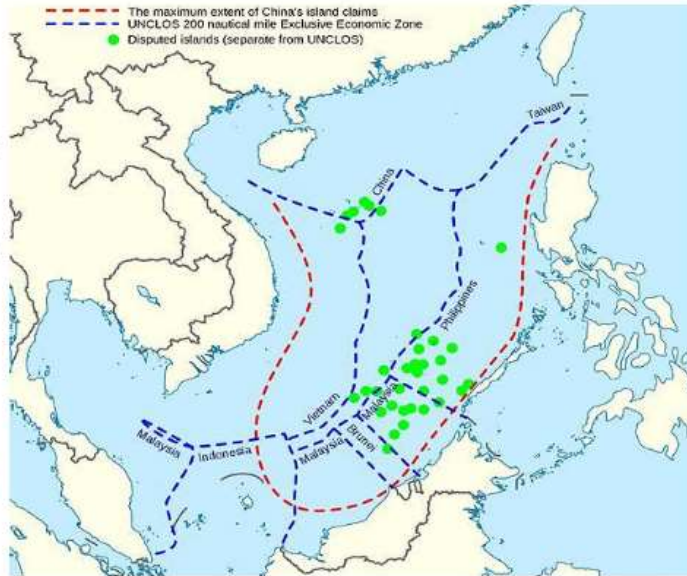 The maximum extent of China's island claims
UNCLOS 200 nautical mile Exclusive Economic Zone
Disputed islands (separate from UNCLOS)
Taiwan
China
Philippines
Vietnam
Malaysia
Malaysia
Indonesia
Malaysia
Brunei